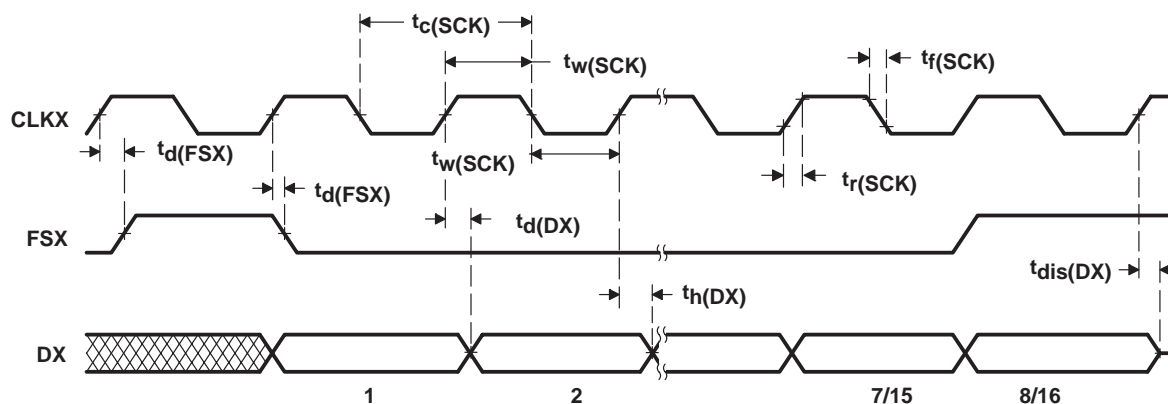 tc(SCK)
tw(SCK)
tf(SCK)
CLKX
td(FSX)
tw(SCK)
tr(SCK)
td(FSX)
td(DX)
FSX
tdis(DX)
th(DX)
DX
1
2
7/15
8/16